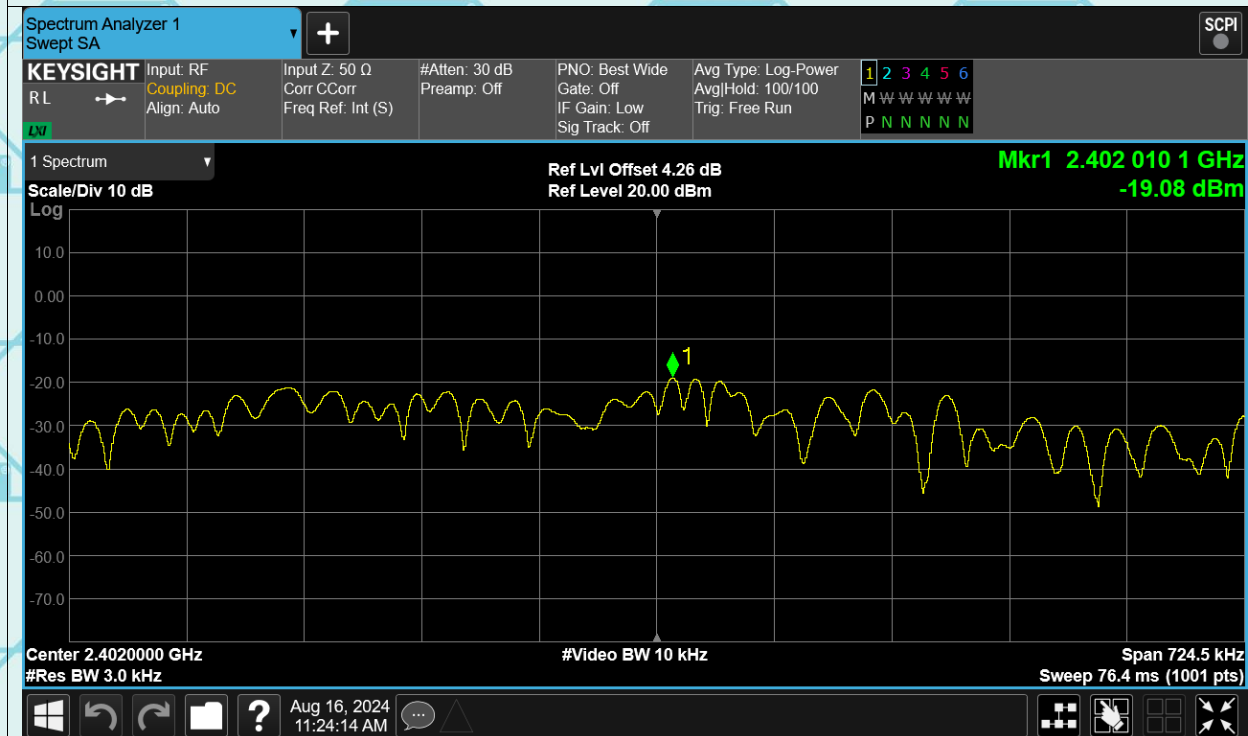 Spectrum Analyzer 1
Swept SA
+
SCPI
KEYSIGHT
RL
LXI
Input: RF
Coupling: DC
Align: Auto
Input Z: 50 Ω
Corr CCorr
Freq Ref: Int (S)
#Atten: 30 dB
Preamp: Off
PNO: Best Wide
Gate: Off
IF Gain: Low
Sig Track: Off
Avg Type: Log-Power
Avg|Hold: 100/100
Trig: Free Run
1 2 3 4 5 6
M W W W W W
P N N N N N
1 Spectrum
Scale/Div 10 dB
Log
Ref Lvl Offset 4.26 dB
Ref Level 20.00 dBm
Mkr1 2.402 010 1 GHz
-19.08 dBm
10.0
0.00
-10.0
1
-20.0
-30.0
-40.0
-50.0
-60.0
-70.0
Center 2.4020000 GHz
#Video BW 10 kHz
Span 724.5 kHz
#Res BW 3.0 kHz
Sweep 76.4 ms (1001 pts)
?
Aug 16, 2024
11:24:14 AM